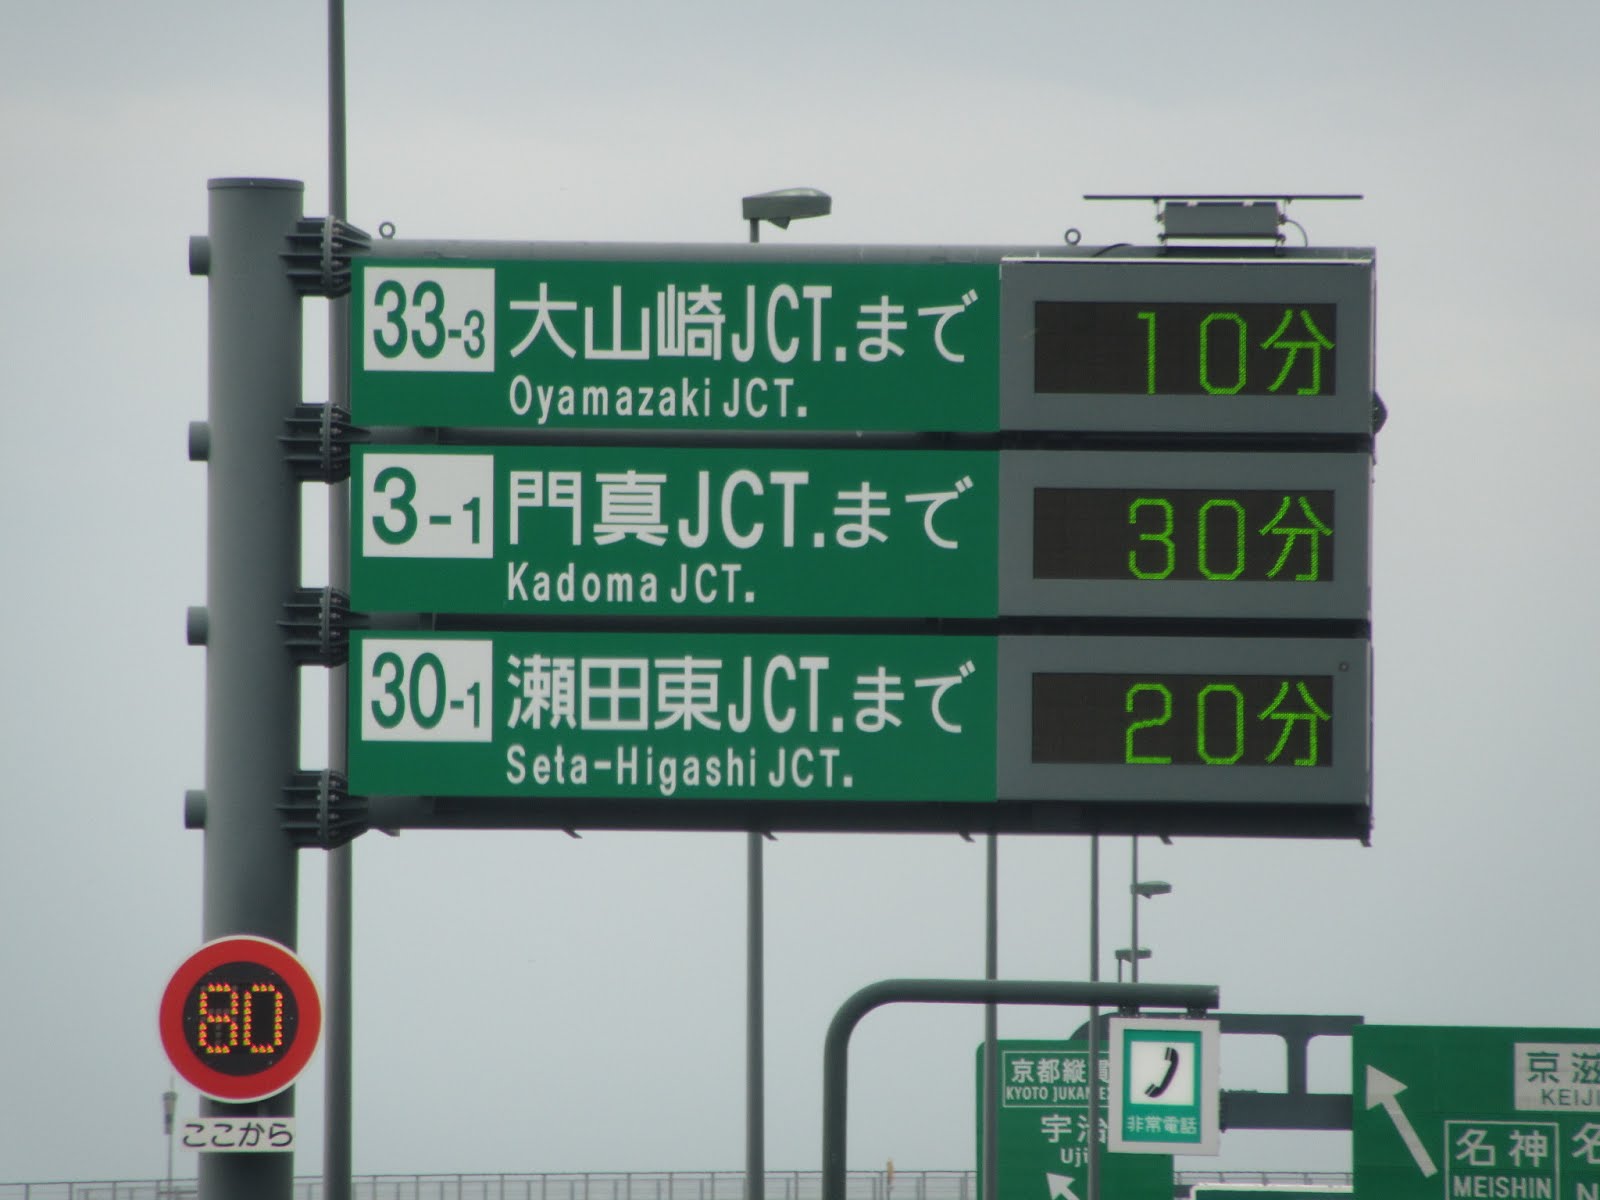 33-3 大山崎JCT.まで 10分
Oyamazaki JCT.
3-1 門真JCT.まで 30分
Kadoma JCT.
30-1 瀬田東JCT.まで 20分
Seta-Higashi JCT.
80
ここから
京都縦貫
KYOTO
宇治
Uji
非常電話
京滋
KEIJI
名神
MEISHIN
名